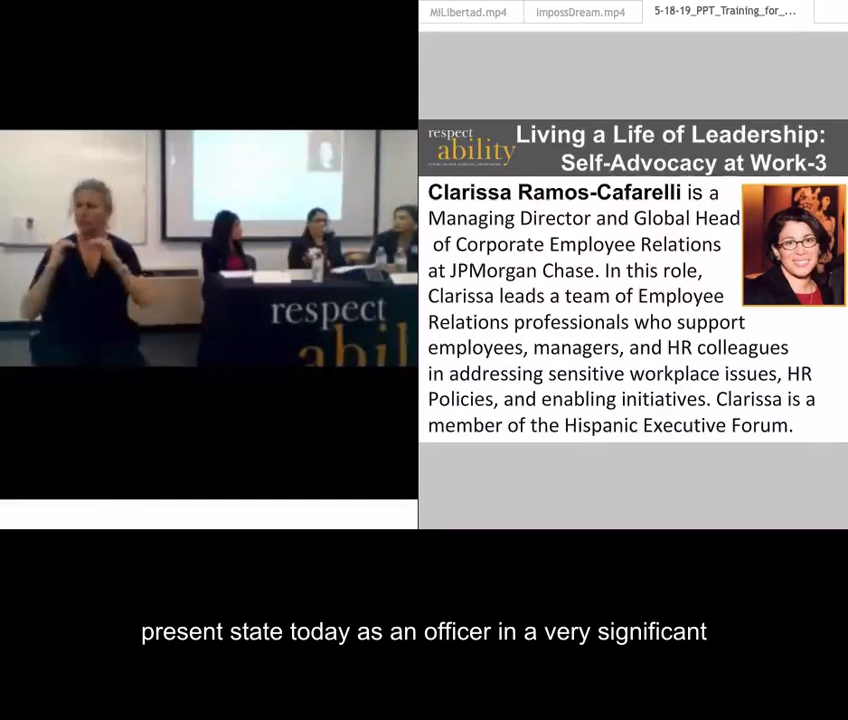 MiLibertad.mp4
ImpossDream.mp4
5-18-19_PPT_Training_for_...
respect
ability
Living a Life of Leadership:
Self-Advocacy at Work-3
Clarissa Ramos-Cafarelli is a
Managing Director and Global Head
of Corporate Employee Relations
at JPMorgan Chase. In this role,
Clarissa leads a team of Employee
Relations professionals who support
employees, managers, and HR colleagues
in addressing sensitive workplace issues, HR
Policies, and enabling initiatives. Clarissa is a
member of the Hispanic Executive Forum.
respect
abil
present state today as an officer in a very significant